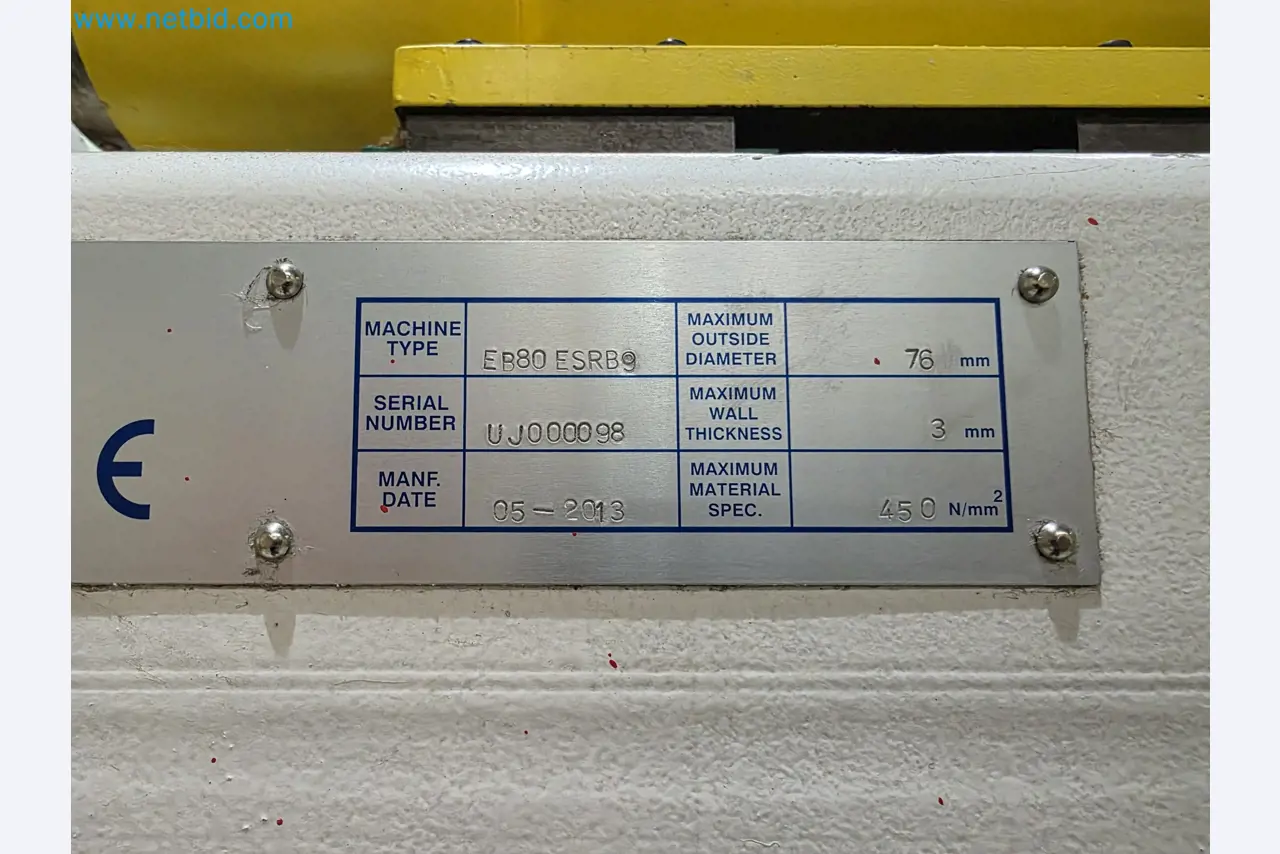 www.netbid.com
MACHINE TYPE EB80 ESRB9
MAXIMUM OUTSIDE DIAMETER 76 mm
SERIAL NUMBER UJ000098
MAXIMUM WALL THICKNESS 3 mm
MANF. DATE 05-2013
MAXIMUM MATERIAL SPEC. 450 N/mm²
CE